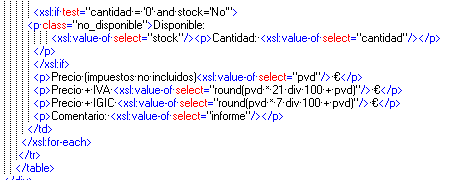 <xsl:if test="cantidad = '0' and stock='No'">
<p class="no_disponible">Disponible:
<xsl:value-of select="stock"/><p>Cantidad: <xsl:value-of select="cantidad"/></p>
</p>
</xsl:if>
<p>Precio (impuestos no incluidos)<xsl:value-of select="pvd"/> €</p>
<p>Precio + IVA <xsl:value-of select="round(pvd * 21 div 100 + pvd)"/> €</p>
<p>Precio + IGIC <xsl:value-of select="round(pvd * 7 div 100 + pvd)"/> €</p>
<p>Comentario: <xsl:value-of select="informe"/></p>
</td>
</xsl:for-each>
</tr>
</table>
</div>